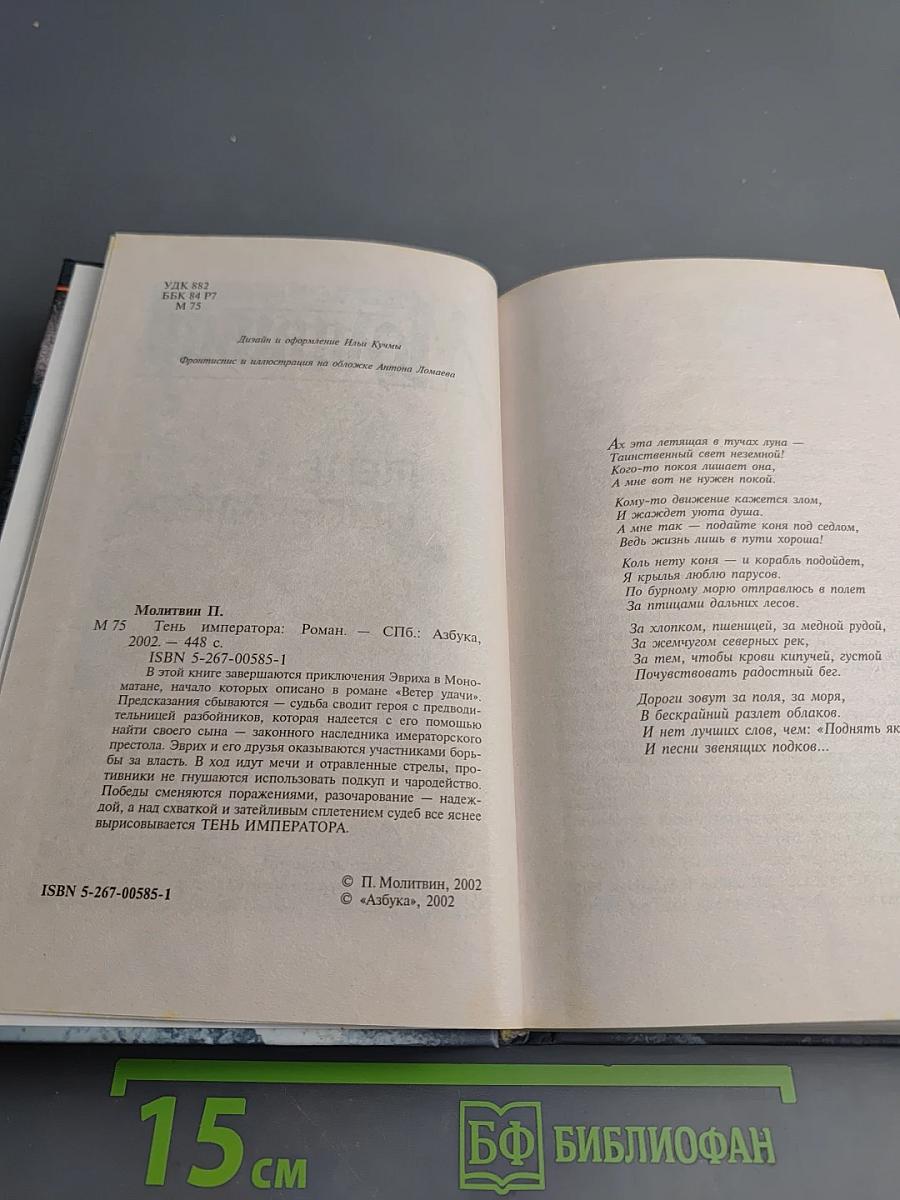 УДК 882
ББК 84 Р7
М 75
Дизайн и оформление Ильи Кучмы
Фронтиспис и иллюстрация на обложке Антона Ломаева
Молитвин П.
М 75 Тень императора: Роман. — СПб.: Азбука,
2002. — 448 с.
ISBN 5-267-00585-1
В этой книге завершаются приключения Эвриха в Моно-
матане, начало которых описано в романе «Ветер удачи».
Предсказания сбываются — судьба сводит героя с предводи-
тельницей разбойников, которая надеется с его помощью
найти своего сына — законного наследника императорского
престола. Эврих и его друзья оказываются участниками борь-
бы за власть. В ход идут мечи и отравленные стрелы, про-
тивники не гнушаются использовать подкуп и чародейство.
Победы сменяются поражениями, разочарование — надеж-
дой, а над схваткой и затейливым сплетением судеб все яснее
вырисовывается ТЕНЬ ИМПЕРАТОРА.
ISBN 5-267-00585-1
© П. Молитвин, 2002
© «Азбука», 2002
Ах эта летящая в тучах луна —
Таинственный свет неземной!
Кого-то покоя лишает она,
А мне вот не нужен покой.
Кому-то движение кажется злом,
И жаждет уюта душа.
А мне так — подайте коня под седлом,
Ведь жизнь лишь в пути хороша!
Коль нету коня — и корабль подойдет,
Я крылья люблю парусов.
По бурному морю отправлюсь в полет
За птицами дальних лесов.
За хлопком, пшеницей, за медной рудой,
За жемчугом северных рек,
За тем, чтобы крови кипучей, густой
Почувствовать радостный бег.
Дороги зовут за поля, за моря,
В бескрайний разлет облаков.
И нет лучших слов, чем: «Поднять як
И песни звенящих подков...
15 см
БФ БИБЛИОФАН